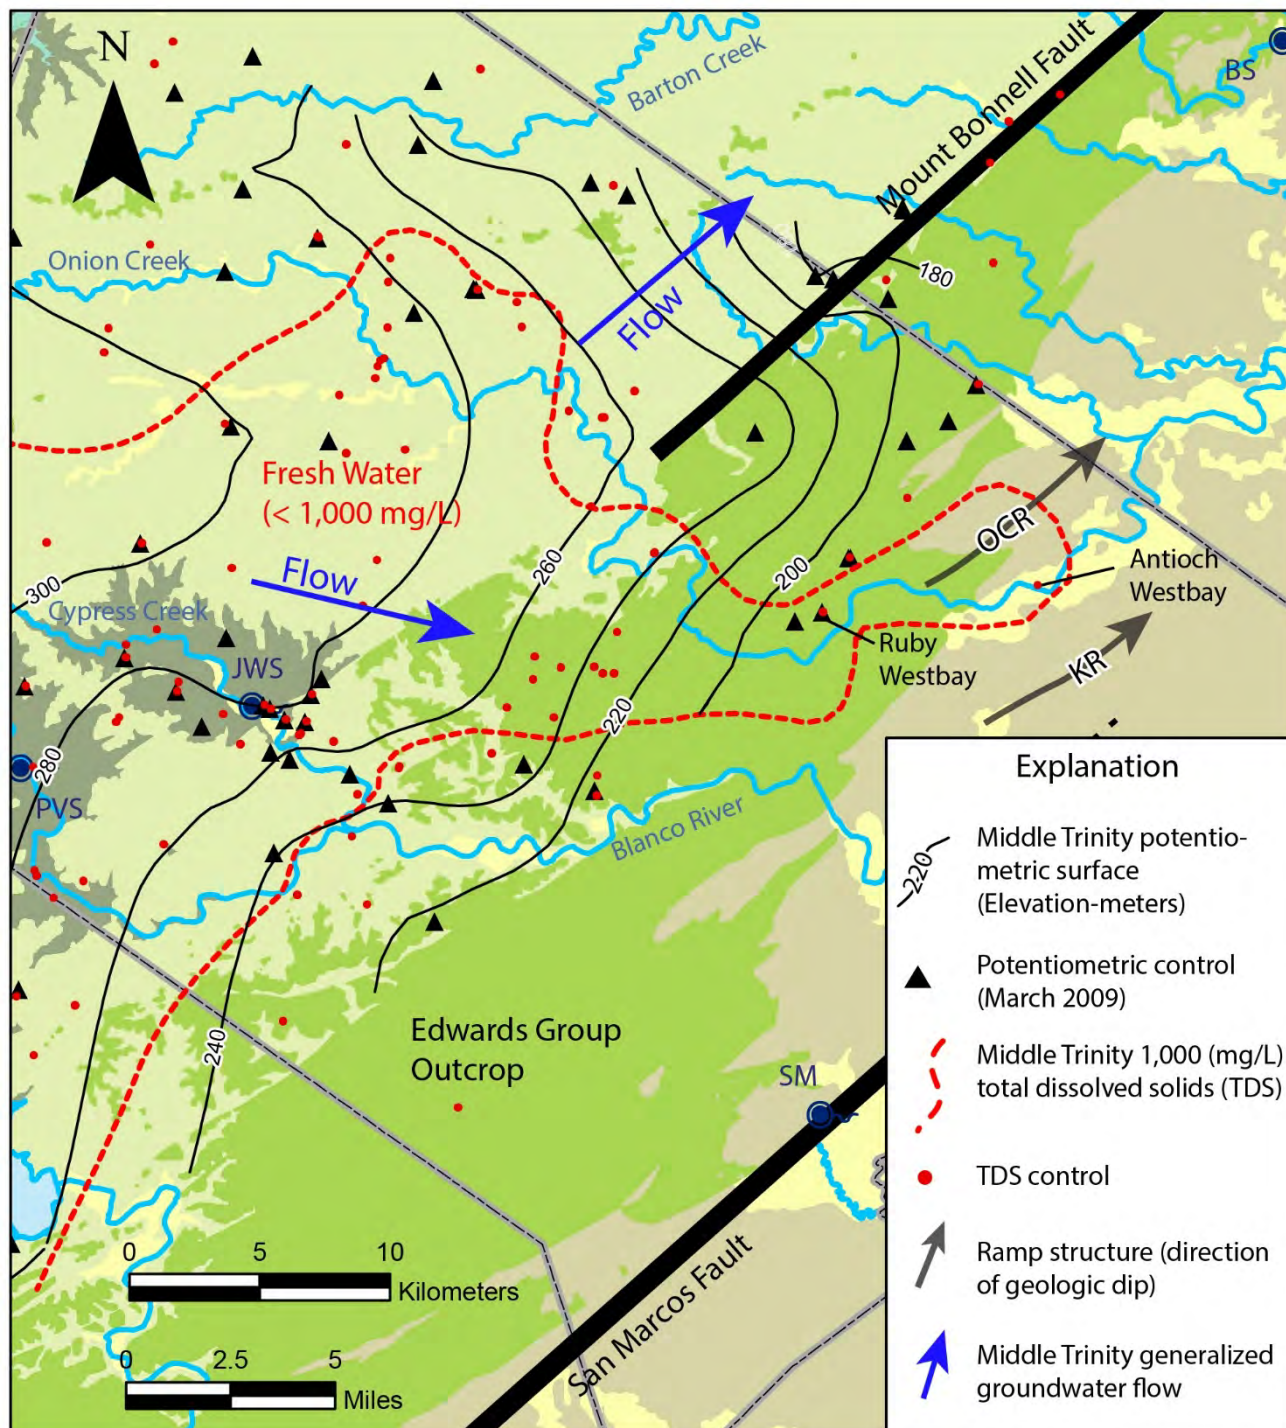 N
Barton Creek
Mount Bonnell Fault
BS
Onion Creek
Flow
180
Fresh Water
(< 1,000 mg/L)
Flow
300
260
200
OCR
Antioch
Westbay
Cypress Creek
JWS
Ruby
Westbay
KR
280
220
PVS
Blanco River
240
Edwards Group
Outcrop
SM
San Marcos Fault
0 5 10
Kilometers
0 2.5 5
Miles
Explanation
220
Middle Trinity potentio-
metric surface
(Elevation-meters)
Potentiometric control
(March 2009)
Middle Trinity 1,000 (mg/L)
total dissolved solids (TDS)
TDS control
Ramp structure (direction
of geologic dip)
Middle Trinity generalized
groundwater flow